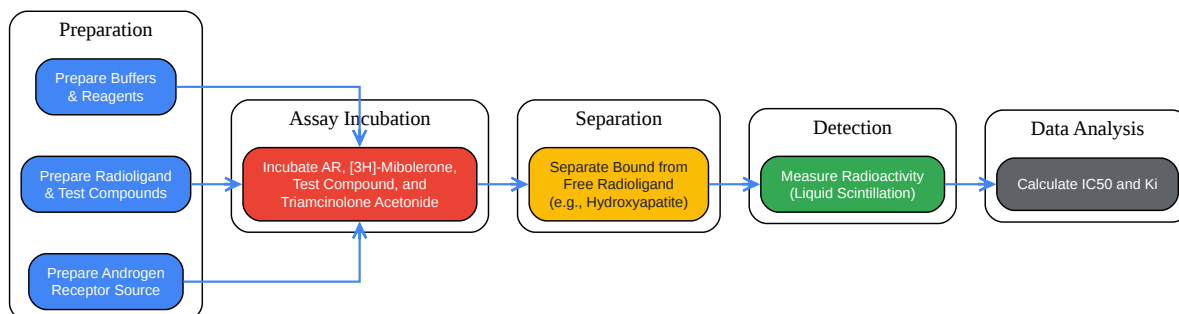 Preparation
Prepare Buffers
& Reagents
Prepare Radioligand
& Test Compounds
Prepare Androgen
Receptor Source
Assay Incubation
Incubate AR, [3H]-Mibolerone,
Test Compound, and
Triamcinolone Acetonide
Separation
Separate Bound from
Free Radioligand
(e.g., Hydroxyapatite)
Detection
Measure Radioactivity
(Liquid Scintillation)
Data Analysis
Calculate IC50 and Ki